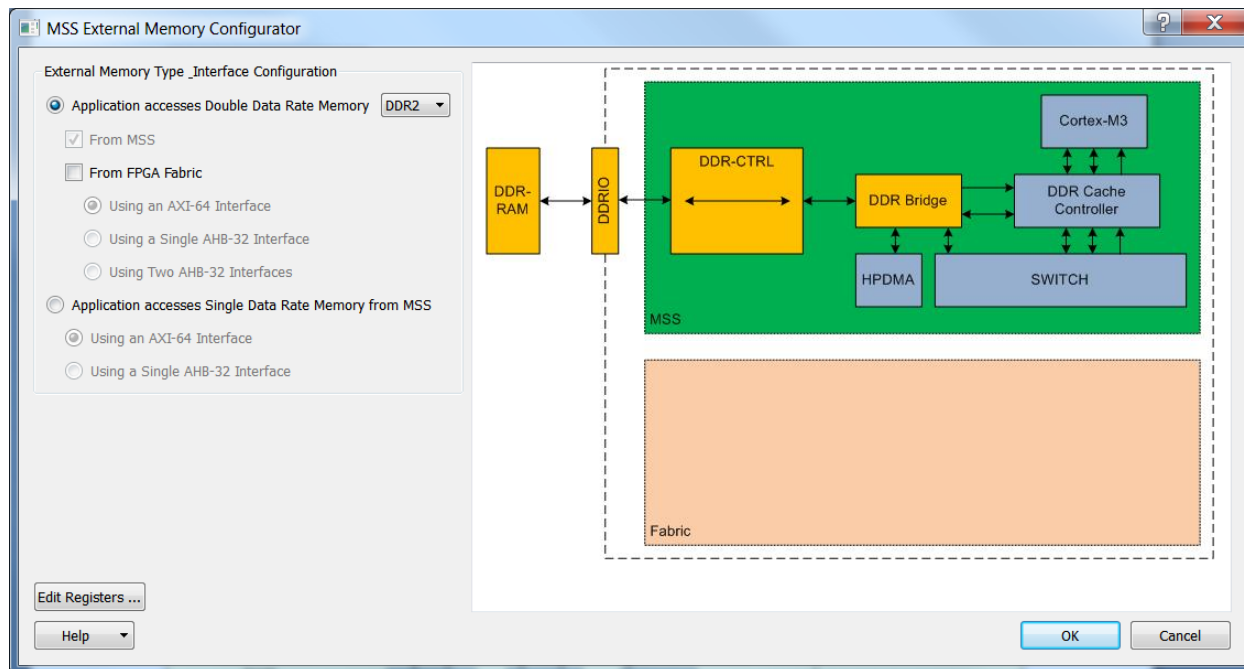 MSS External Memory Configurator
External Memory Type _Interface Configuration
Application accesses Double Data Rate Memory DDR2
From MSS
From FPGA Fabric
Using an AXI-64 Interface
Using a Single AHB-32 Interface
Using Two AHB-32 Interfaces
Application accesses Single Data Rate Memory from MSS
Using an AXI-64 Interface
Using a Single AHB-32 Interface
Edit Registers ...
Help
DDR-
RAM
DDRIO
DDR-CTRL
DDR Bridge
Cortex-M3
DDR Cache
Controller
HPDMA
SWITCH
MSS
Fabric
OK
Cancel